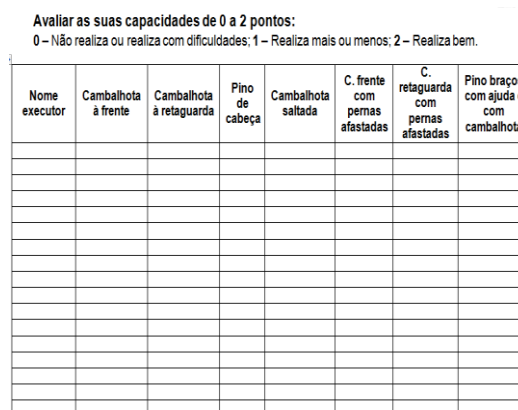 Avaliar as suas capacidades de 0 a 2 pontos:
0 – Não realiza ou realiza com dificuldades; 1 – Realiza mais ou menos; 2 – Realiza bem.
Nome
executor
Cambalhota
à frente
Cambalhota
à retaguarda
Pino
de
cabeça
Cambalhota
saltada
C. frente
com
pernas
afastadas
C.
retaguarda
com
pernas
afastadas
Pino braço
com ajuda
com
cambalhota